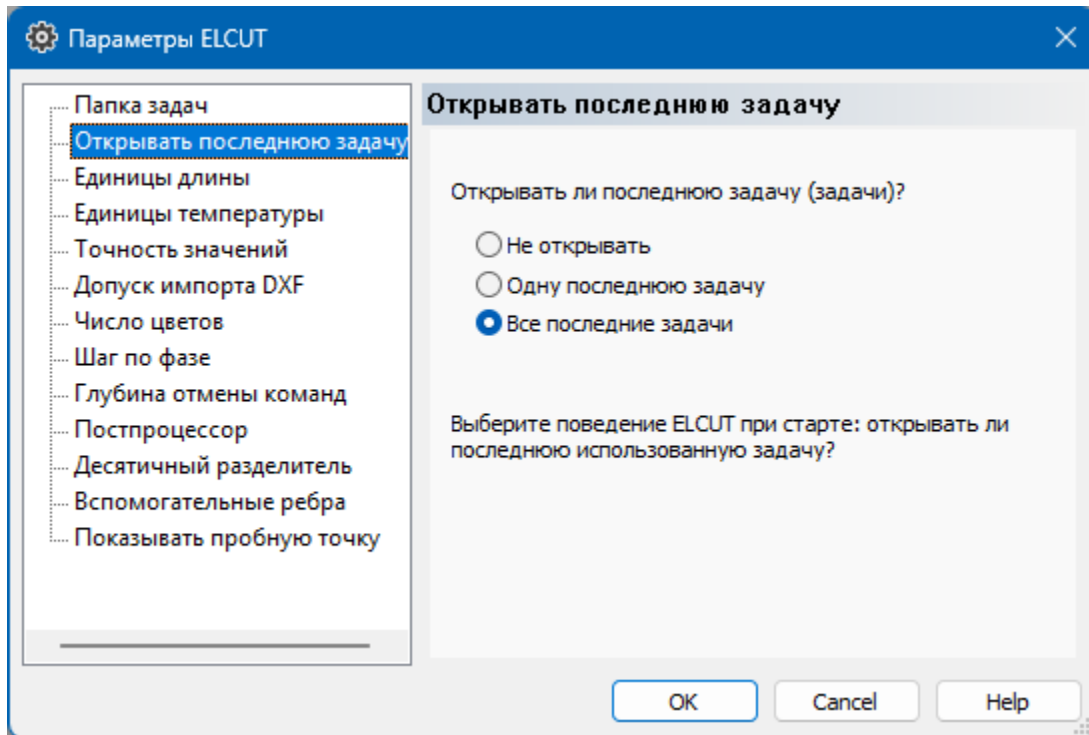 Параметры ELCUT
Папка задач
Открывать последнюю задачу
Единицы длины
Единицы температуры
Точность значений
Допуск импорта DXF
Число цветов
Шаг по фазе
Глубина отмены команд
Постпроцессор
Десятичный разделитель
Вспомогательные ребра
Показывать пробную точку
Открывать последнюю задачу
Открывать ли последнюю задачу (задачи)?
Не открывать
Одну последнюю задачу
Все последние задачи
Выберите поведение ELCUT при старте: открывать ли
последнюю использованную задачу?
OK
Cancel
Help